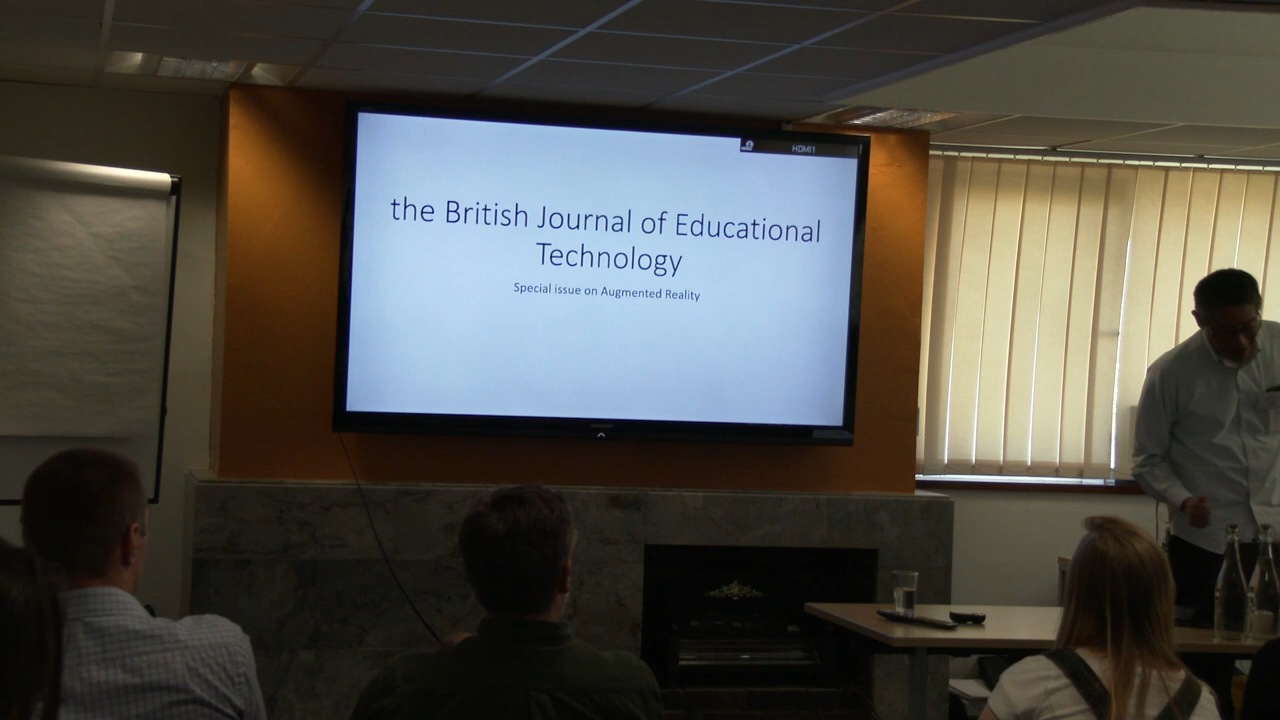 HDMI1
the British Journal of Educational
Technology
Special issue on Augmented Reality